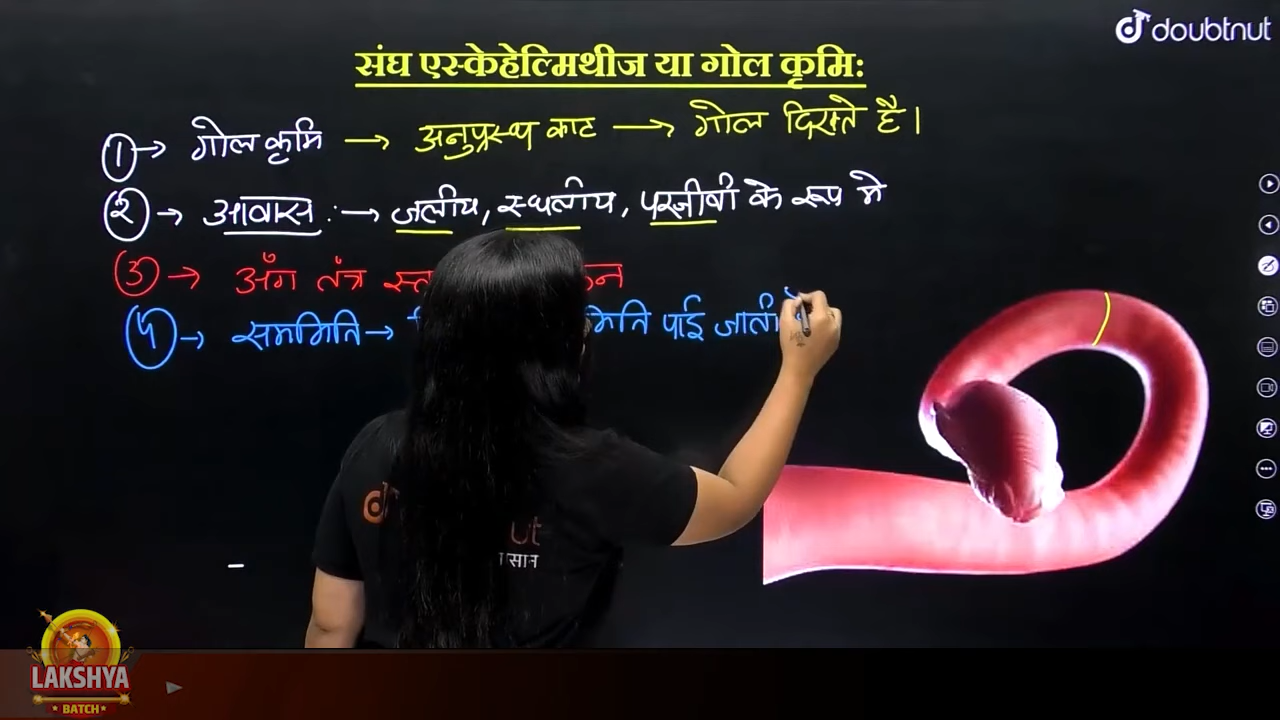 doubtnut
संघ एस्केहेल्मिथीज या गोल कृमि:
① → गोल कृमि → अनुप्रस्थ काट → गोल दिखते है।
② → आवास :→ जलीय, स्थलीय, परजीवी के रूप मे
③ → अँग तंत्र
④ → सममिति → पाई जाती
LAKSHYA
BATCH